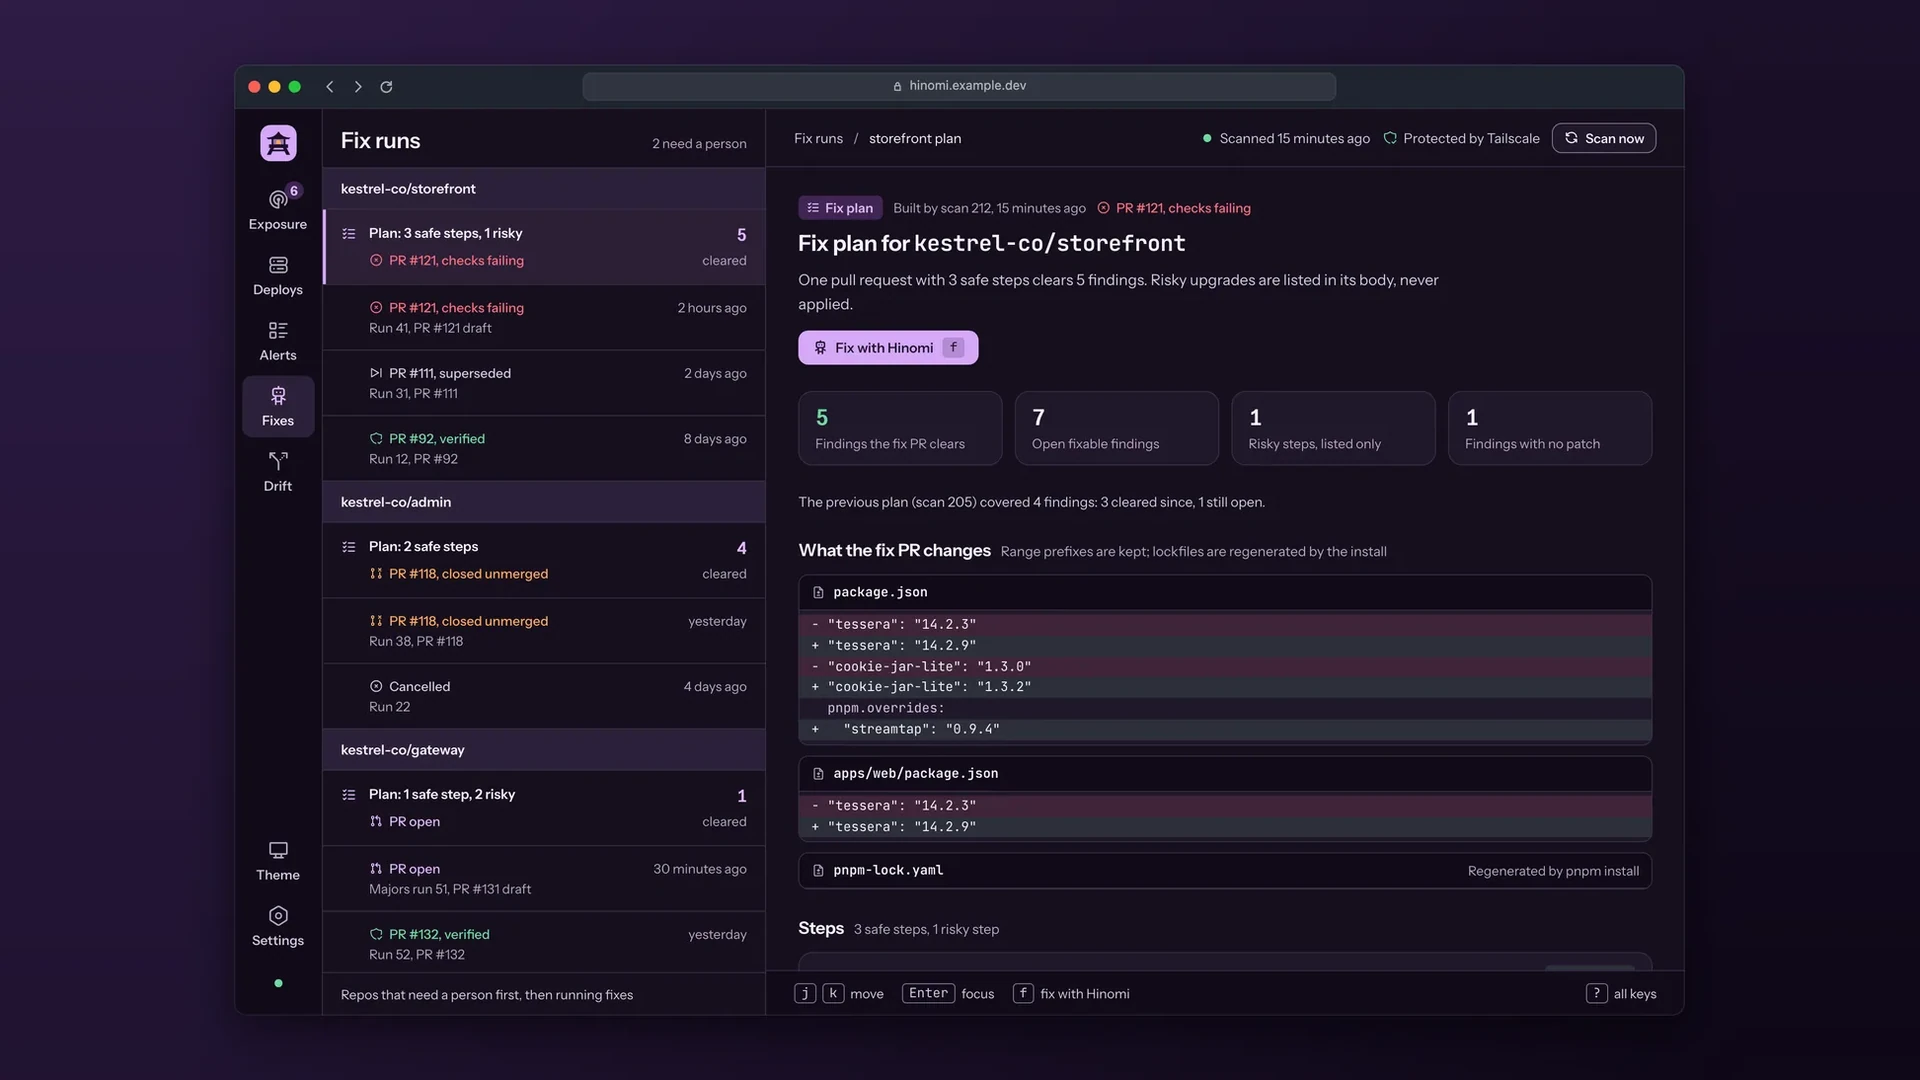 hinomi.example.dev
6
Exposure
Deploys
Alerts
Fixes
Drift
Theme
Settings
Fix runs
2 need a person
kestrel-co/storefront
Plan: 3 safe steps, 1 risky
5
PR #121, checks failing
cleared
PR #121, checks failing
2 hours ago
Run 41, PR #121 draft
PR #111, superseded
2 days ago
Run 31, PR #111
PR #92, verified
8 days ago
Run 12, PR #92
kestrel-co/admin
Plan: 2 safe steps
4
PR #118, closed unmerged
cleared
PR #118, closed unmerged
yesterday
Run 38, PR #118
Cancelled
4 days ago
Run 22
kestrel-co/gateway
Plan: 1 safe step, 2 risky
1
PR open
cleared
PR open
30 minutes ago
Majors run 51, PR #131 draft
PR #132, verified
yesterday
Run 52, PR #132
Repos that need a person first, then running fixes
Fix runs / storefront plan
Scanned 15 minutes ago
Protected by Tailscale
Scan now
Fix plan
Built by scan 212, 15 minutes ago
PR #121, checks failing
Fix plan for kestrel-co/storefront
One pull request with 3 safe steps clears 5 findings. Risky upgrades are listed in its body, never
applied.
Fix with Hinomi f
5
Findings the fix PR clears
7
Open fixable findings
1
Risky steps, listed only
1
Findings with no patch
The previous plan (scan 205) covered 4 findings: 3 cleared since, 1 still open.
What the fix PR changes
Range prefixes are kept; lockfiles are regenerated by the install
package.json
- "tessera": "14.2.3"
+ "tessera": "14.2.9"
- "cookie-jar-lite": "1.3.0"
+ "cookie-jar-lite": "1.3.2"
pnpm.overrides:
+ "streamtap": "0.9.4"
apps/web/package.json
- "tessera": "14.2.3"
+ "tessera": "14.2.9"
pnpm-lock.yaml
Regenerated by pnpm install
Steps
3 safe steps, 1 risky step
j k move
Enter focus
f fix with Hinomi
? all keys